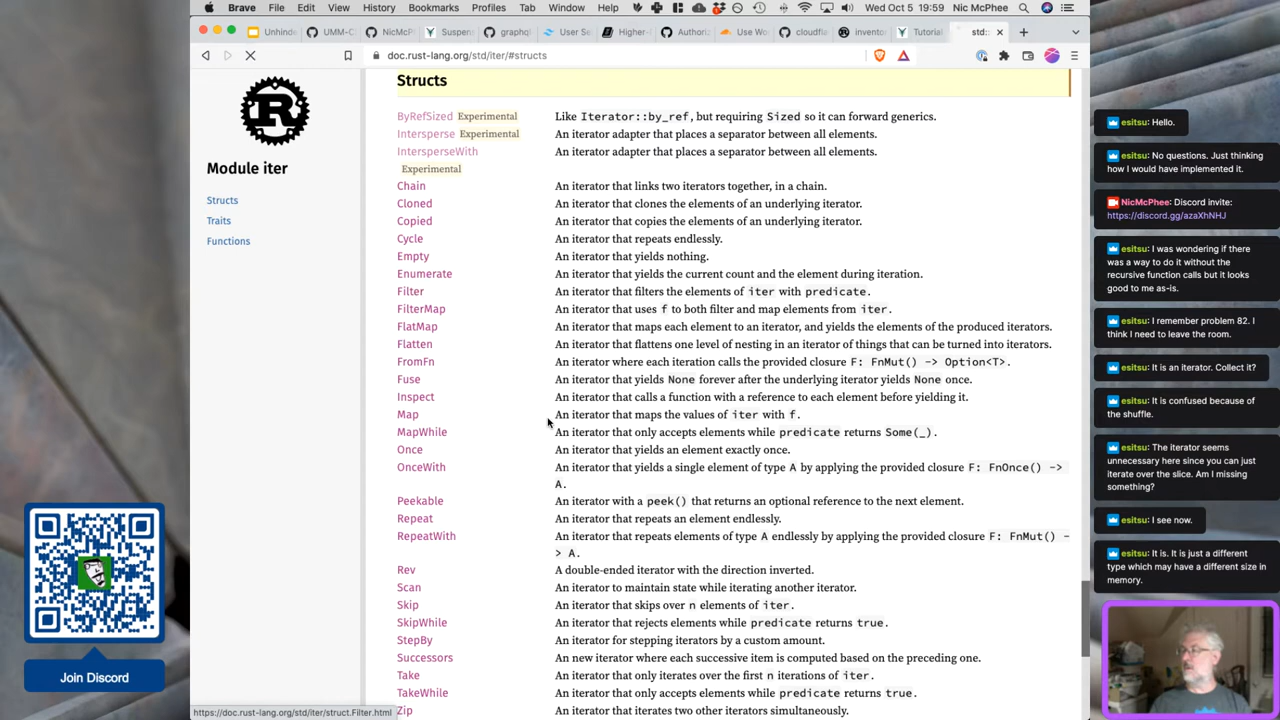 Brave File Edit View History Bookmarks Profiles Tab Window Help Wed Oct 5 19:59 Nic McPhee
Unhind
UMM-C
NicMcP
Suspen
graphq
User Se
Higher-
Authoriz
Use Wo
cloudfla
invento
Tutorial
std::i
doc.rust-lang.org/std/iter/#structs
Module iter
Structs
Traits
Functions
Structs
ByRefSized Experimental Like Iterator::by_ref, but requiring Sized so it can forward generics.
Intersperse Experimental An iterator adapter that places a separator between all elements.
IntersperseWith An iterator adapter that places a separator between all elements.
Experimental
Chain An iterator that links two iterators together, in a chain.
Cloned An iterator that clones the elements of an underlying iterator.
Copied An iterator that copies the elements of an underlying iterator.
Cycle An iterator that repeats endlessly.
Empty An iterator that yields nothing.
Enumerate An iterator that yields the current count and the element during iteration.
Filter An iterator that filters the elements of iter with predicate.
FilterMap An iterator that uses f to both filter and map elements from iter.
FlatMap An iterator that maps each element to an iterator, and yields the elements of the produced iterators.
Flatten An iterator that flattens one level of nesting in an iterator of things that can be turned into iterators.
FromFn An iterator where each iteration calls the provided closure F: FnMut() -> Option<T>.
Fuse An iterator that yields None forever after the underlying iterator yields None once.
Inspect An iterator that calls a function with a reference to each element before yielding it.
Map An iterator that maps the values of iter with f.
MapWhile An iterator that only accepts elements while predicate returns Some(_).
Once An iterator that yields an element exactly once.
OnceWith An iterator that yields a single element of type A by applying the provided closure F: FnOnce() ->
A.
Peekable An iterator with a peek() that returns an optional reference to the next element.
Repeat An iterator that repeats an element endlessly.
RepeatWith An iterator that repeats elements of type A endlessly by applying the provided closure F: FnMut() -
> A.
Rev A double-ended iterator with the direction inverted.
Scan An iterator to maintain state while iterating another iterator.
Skip An iterator that skips over n elements of iter.
SkipWhile An iterator that rejects elements while predicate returns true.
StepBy An iterator for stepping iterators by a custom amount.
Successors An new iterator where each successive item is computed based on the preceding one.
Take An iterator that only iterates over the first n iterations of iter.
TakeWhile An iterator that only accepts elements while predicate returns true.
Zip An iterator that iterates two other iterators simultaneously.
https://doc.rust-lang.org/std/iter/struct.Filter.html
Join Discord
esitsu: Hello.
esitsu: No questions. Just thinking
how I would have implemented it.
NicMcPhee: Discord invite:
https://discord.gg/azaXhNHJ
esitsu: I was wondering if there
was a way to do it without the
recursive function calls but it looks
good to me as-is.
esitsu: I remember problem 82. I
think I need to leave the room.
esitsu: It is an iterator. Collect it?
esitsu: It is confused because of
the shuffle.
esitsu: The iterator seems
unnecessary here since you can just
iterate over the slice. Am I missing
something?
esitsu: I see now.
esitsu: It is. It is just a different
type which may have a different size in
memory.